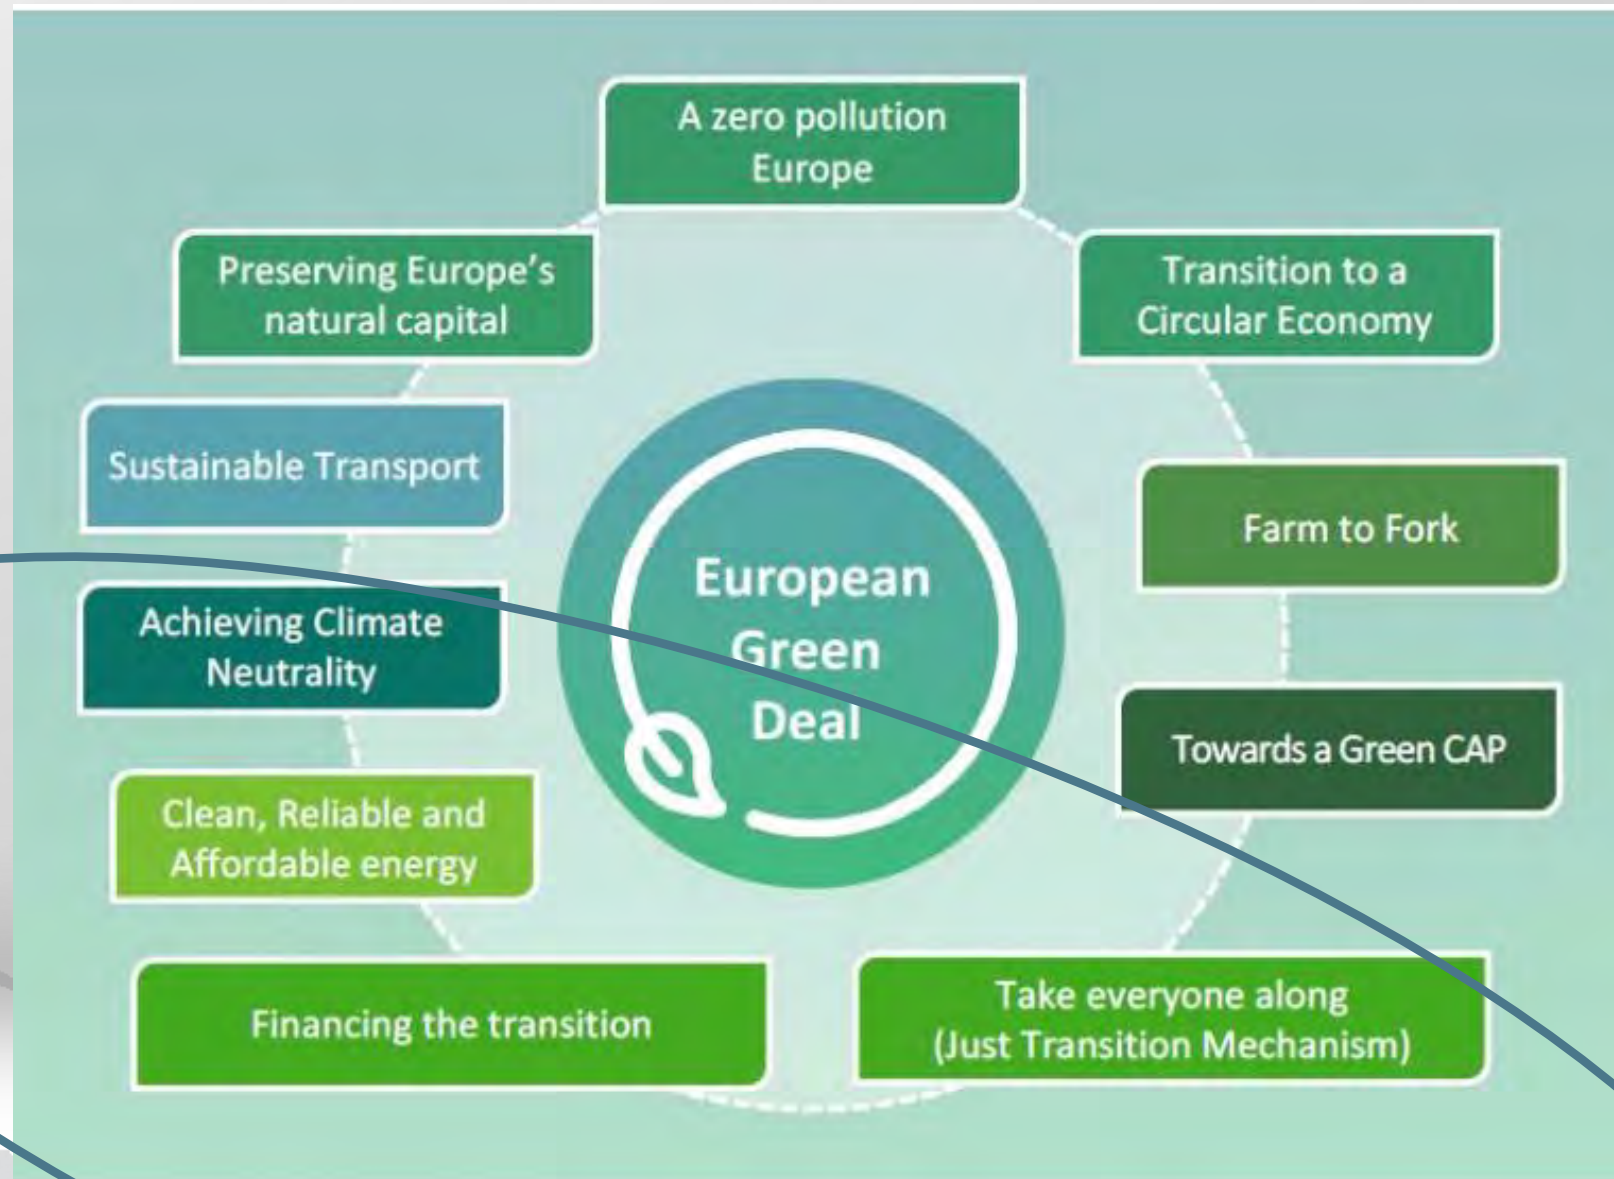 A zero pollution
Europe
Preserving Europe's
natural capital
Transition to a
Circular Economy
Sustainable Transport
Farm to Fork
European
Green
Deal
Achieving Climate
Neutrality
Towards a Green CAP
Clean, Reliable and
Affordable energy
Financing the transition
Take everyone along
(Just Transition Mechanism)